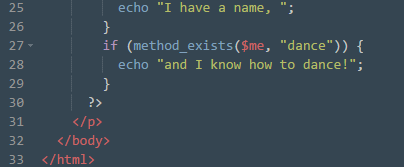 25 echo "I have a name, ";
26 }
27 if (method_exists($me, "dance")) {
28 echo "and I know how to dance!";
29 }
30 ?>
31 </p>
32 </body>
33 </html>